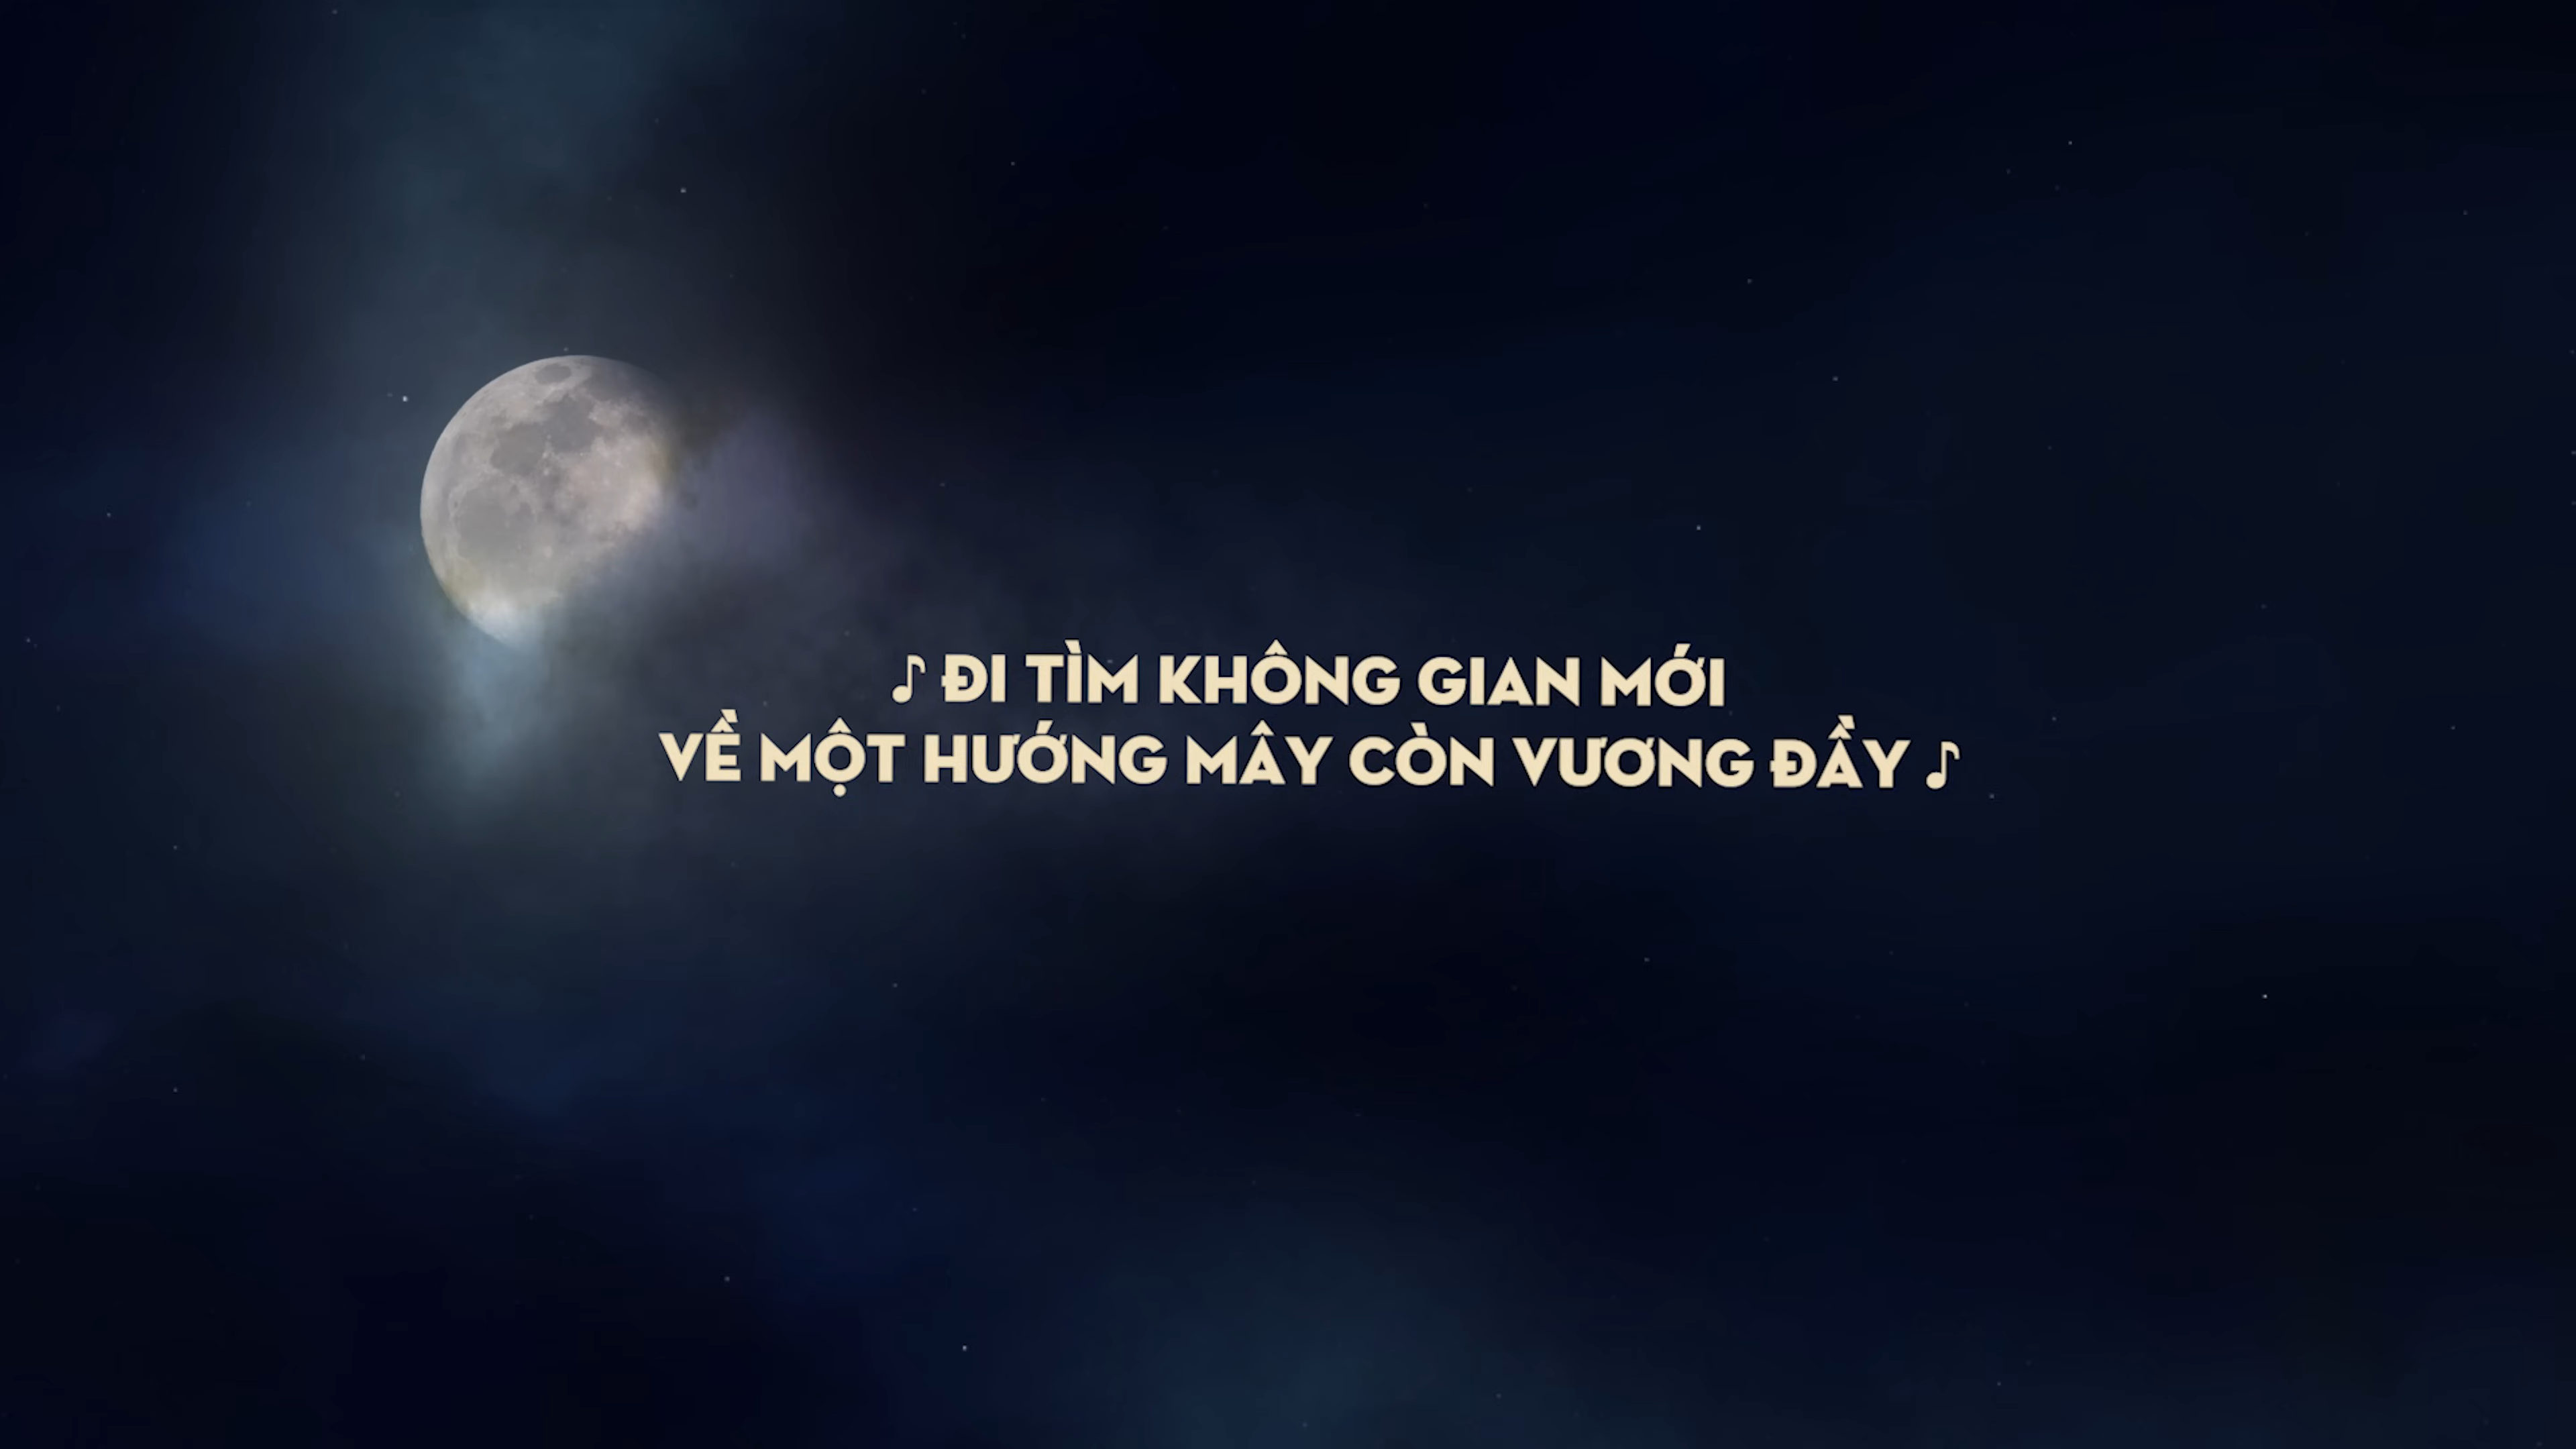 ♪ ĐI TÌM KHÔNG GIAN MỚI
VỀ MỘT HƯỚNG MÂY CÒN VƯƠNG ĐẦY ♪